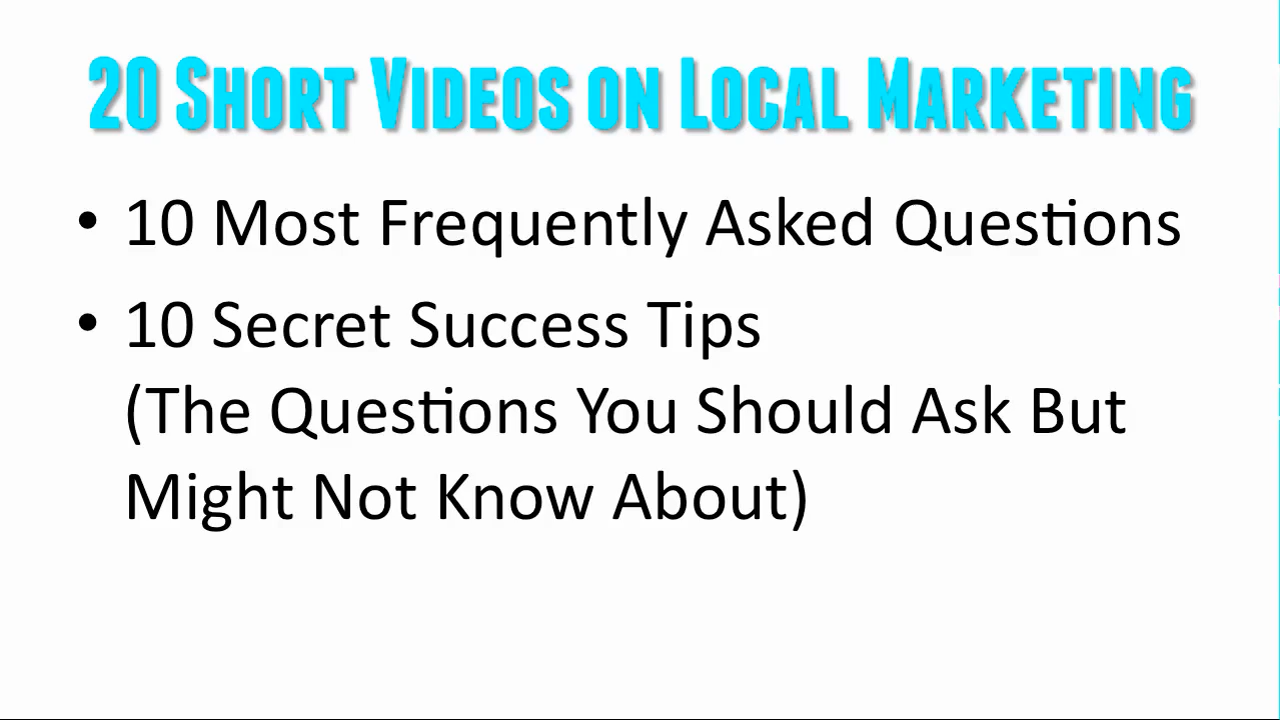 20 Short Videos on Local Marketing
• 10 Most Frequently Asked Questions
• 10 Secret Success Tips
(The Questions You Should Ask But
Might Not Know About)